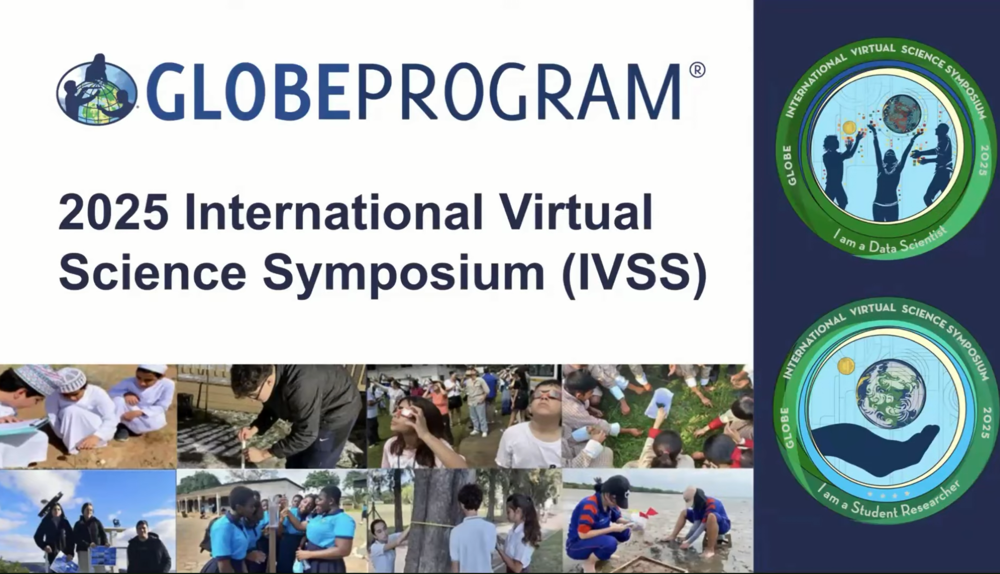 GLOBEPROGRAM®
2025 International Virtual
Science Symposium (IVSS)
GLOBE INTERNATIONAL VIRTUAL SCIENCE SYMPOSIUM 2025
I am a Data Scientist
GLOBE INTERNATIONAL VIRTUAL SCIENCE SYMPOSIUM 2025
I am a Student Researcher